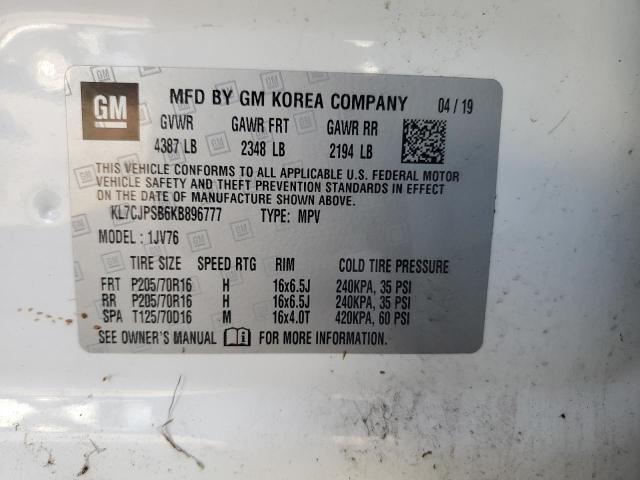 GM MFD BY GM KOREA COMPANY 04 / 19
GVWR GAWR FRT GAWR RR
4387 LB 2348 LB 2194 LB
THIS VEHICLE CONFORMS TO ALL APPLICABLE U.S. FEDERAL MOTOR
VEHICLE SAFETY AND THEFT PREVENTION STANDARDS IN EFFECT
ON THE DATE OF MANUFACTURE SHOWN ABOVE.
KL7CJPSB6KB896777 TYPE: MPV
MODEL: 1JV76
TIRE SIZE SPEED RTG RIM COLD TIRE PRESSURE
FRT P205/70R16 H 16x6.5J 240KPA, 35 PSI
RR P205/70R16 H 16x6.5J 240KPA, 35 PSI
SPA T125/70D16 M 16x4.0T 420KPA, 60 PSI
SEE OWNER'S MANUAL FOR MORE INFORMATION